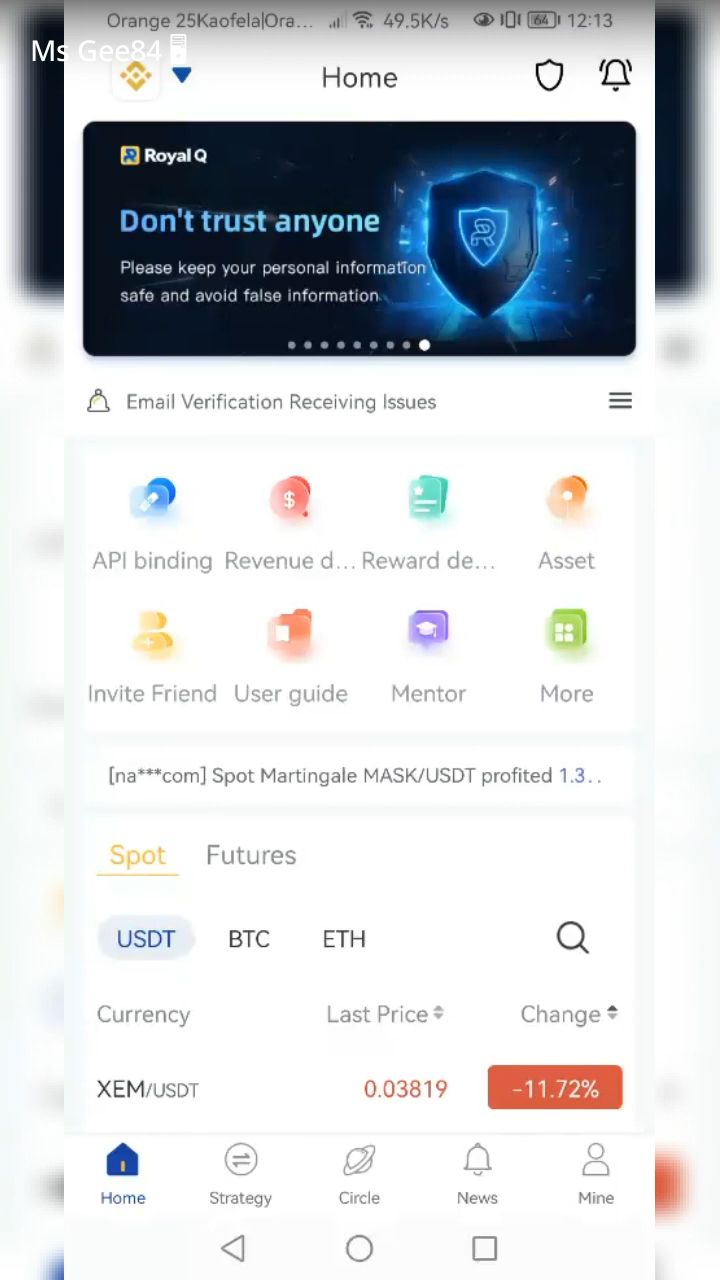 Orange 25Kaofela|Ora... 49.5K/s 64 12:13
Ms Gee84
Home
Royal Q
Don't trust anyone
Please keep your personal information
safe and avoid false information
Email Verification Receiving Issues
API binding Revenue d... Reward de... Asset
Invite Friend User guide Mentor More
[na***com] Spot Martingale MASK/USDT profited 1.3..
Spot Futures
USDT BTC ETH
Currency Last Price Change
XEM/USDT 0.03819 -11.72%
Home Strategy Circle News Mine